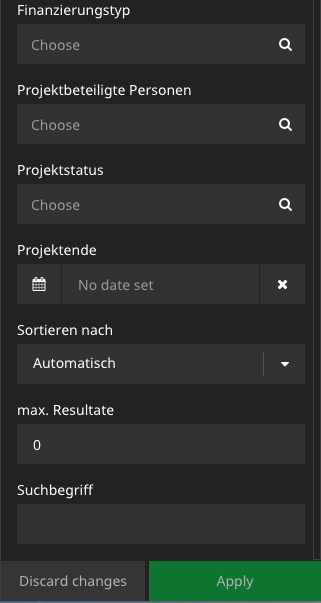 Finanzierungstyp
Choose
Projektbeteiligte Personen
Choose
Projektstatus
Choose
Projektende
No date set
Sortieren nach
Automatisch
max. Resultate
0
Suchbegriff
Discard changes
Apply